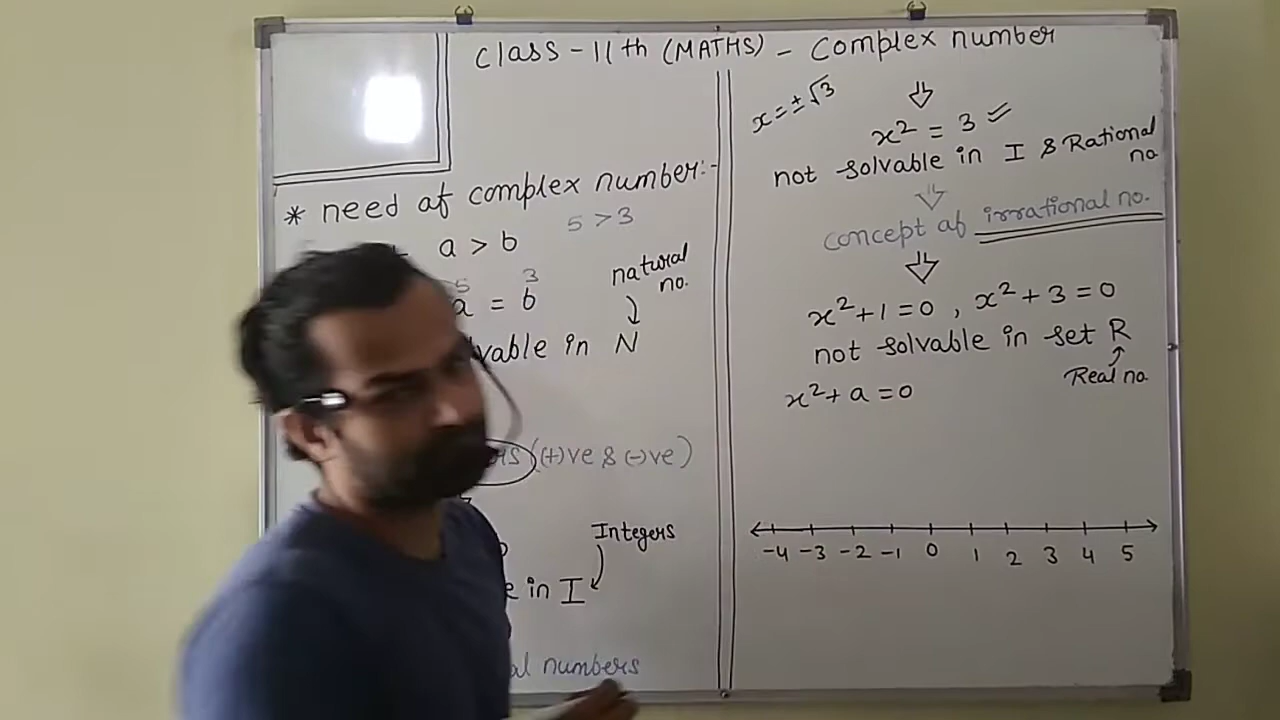 Class - 11th (MATHS) - Complex number
* need of complex number:-
5 > 3
a > b
5 3
a = b
natural no.
in N
(+)ve & (-)ve)
Integers
in I
numbers
x = ±√3
x² = 3
not solvable in I & Rational no
concept of irrational no.
x² + 1 = 0 , x² + 3 = 0
not solvable in set R
Real no.
x² + a = 0
-4 -3 -2 -1 0 1 2 3 4 5